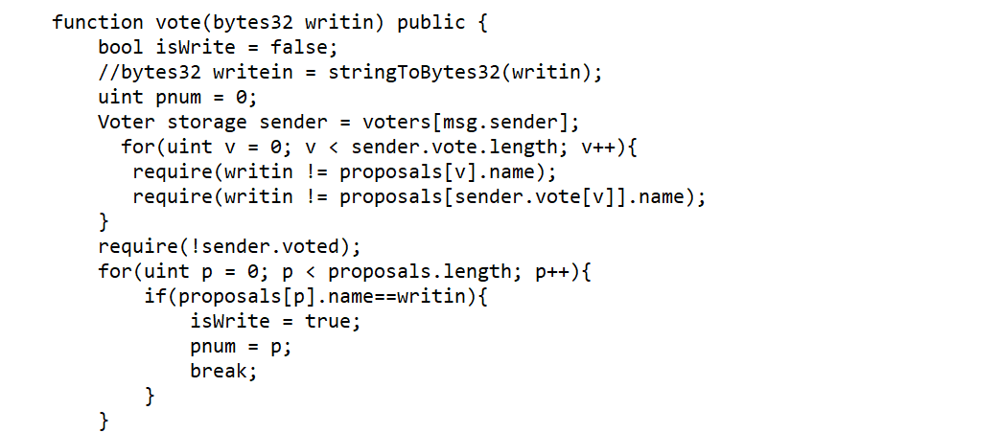 function vote(bytes32 writin) public {
bool isWrite = false;
//bytes32 writein = stringToBytes32(writin);
uint pnum = 0;
Voter storage sender = voters[msg.sender];
for(uint v = 0; v < sender.vote.length; v++){
require(writin != proposals[v].name);
require(writin != proposals[sender.vote[v]].name);
}
require(!sender.voted);
for(uint p = 0; p < proposals.length; p++){
if(proposals[p].name==writin){
isWrite = true;
pnum = p;
break;
}
}